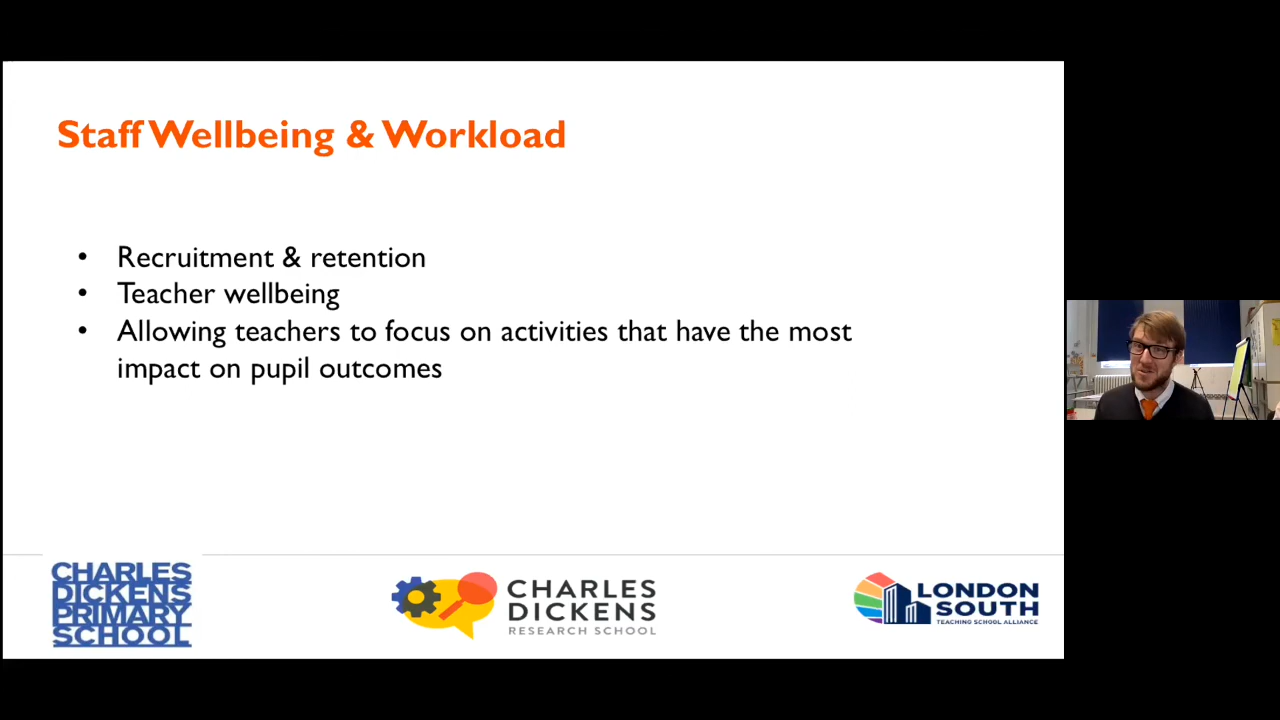 Staff Wellbeing & Workload
• Recruitment & retention
• Teacher wellbeing
• Allowing teachers to focus on activities that have the most
impact on pupil outcomes
CHARLES
DICKENS
PRIMARY
SCHOOL
CHARLES
DICKENS
RESEARCH SCHOOL
LONDON
SOUTH
TEACHING SCHOOL ALLIANCE